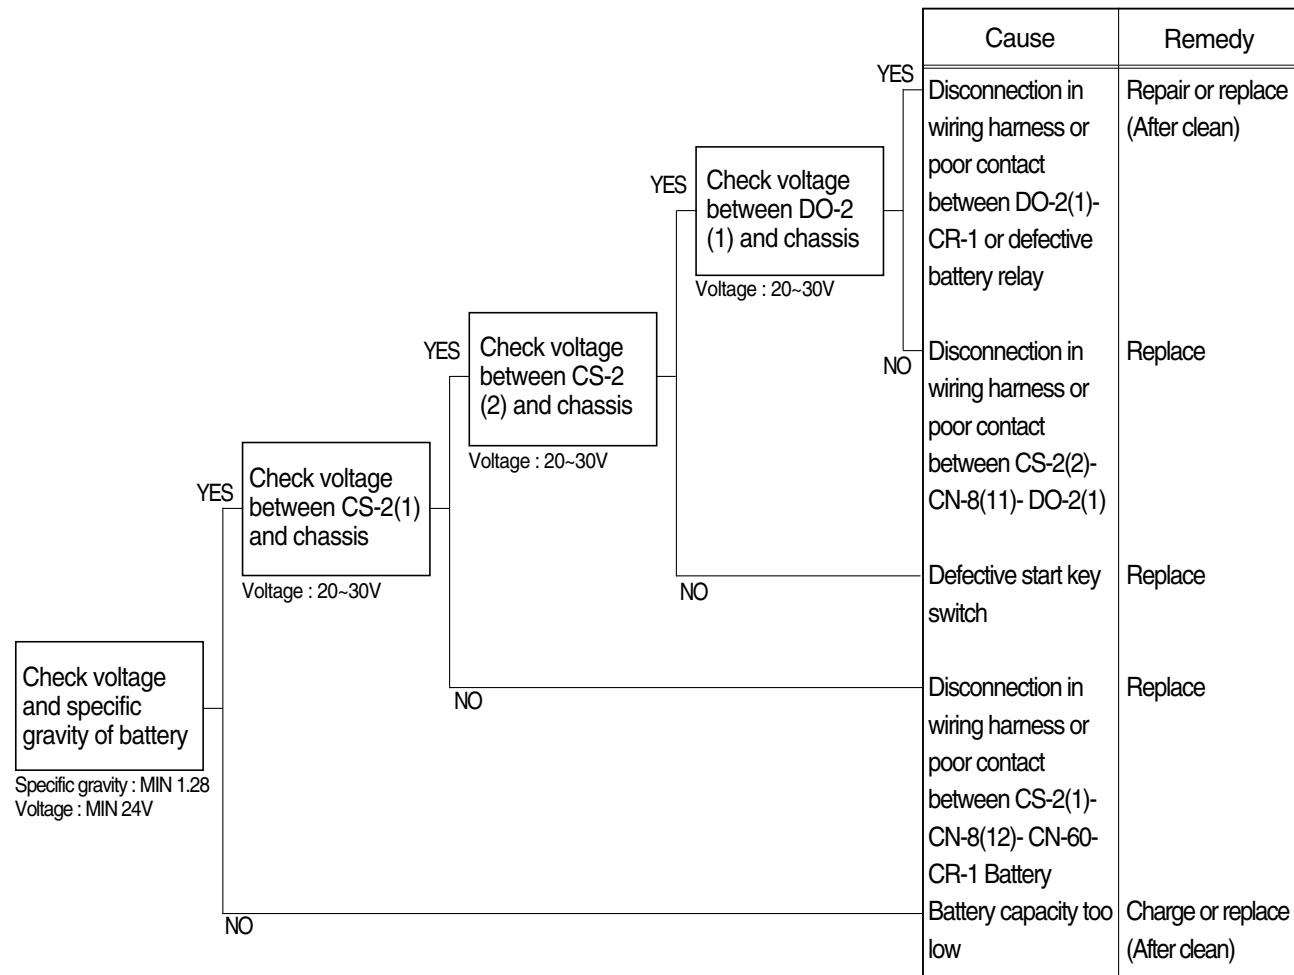 Cause
Remedy
YES
Disconnection in
wiring harness or
poor contact
between DO-2(1)-
CR-1 or defective
battery relay
Repair or replace
(After clean)
YES
Check voltage
between DO-2
(1) and chassis
Voltage : 20~30V
NO
Disconnection in
wiring harness or
poor contact
between CS-2(2)-
CN-8(11)- DO-2(1)
Replace
YES
Check voltage
between CS-2
(2) and chassis
Voltage : 20~30V
NO
Defective start key
switch
Replace
YES
Check voltage
between CS-2(1)
and chassis
Voltage : 20~30V
NO
Disconnection in
wiring harness or
poor contact
between CS-2(1)-
CN-8(12)- CN-60-
CR-1 Battery
Replace
Check voltage
and specific
gravity of battery
Specific gravity : MIN 1.28
Voltage : MIN 24V
NO
Battery capacity too
low
Charge or replace
(After clean)